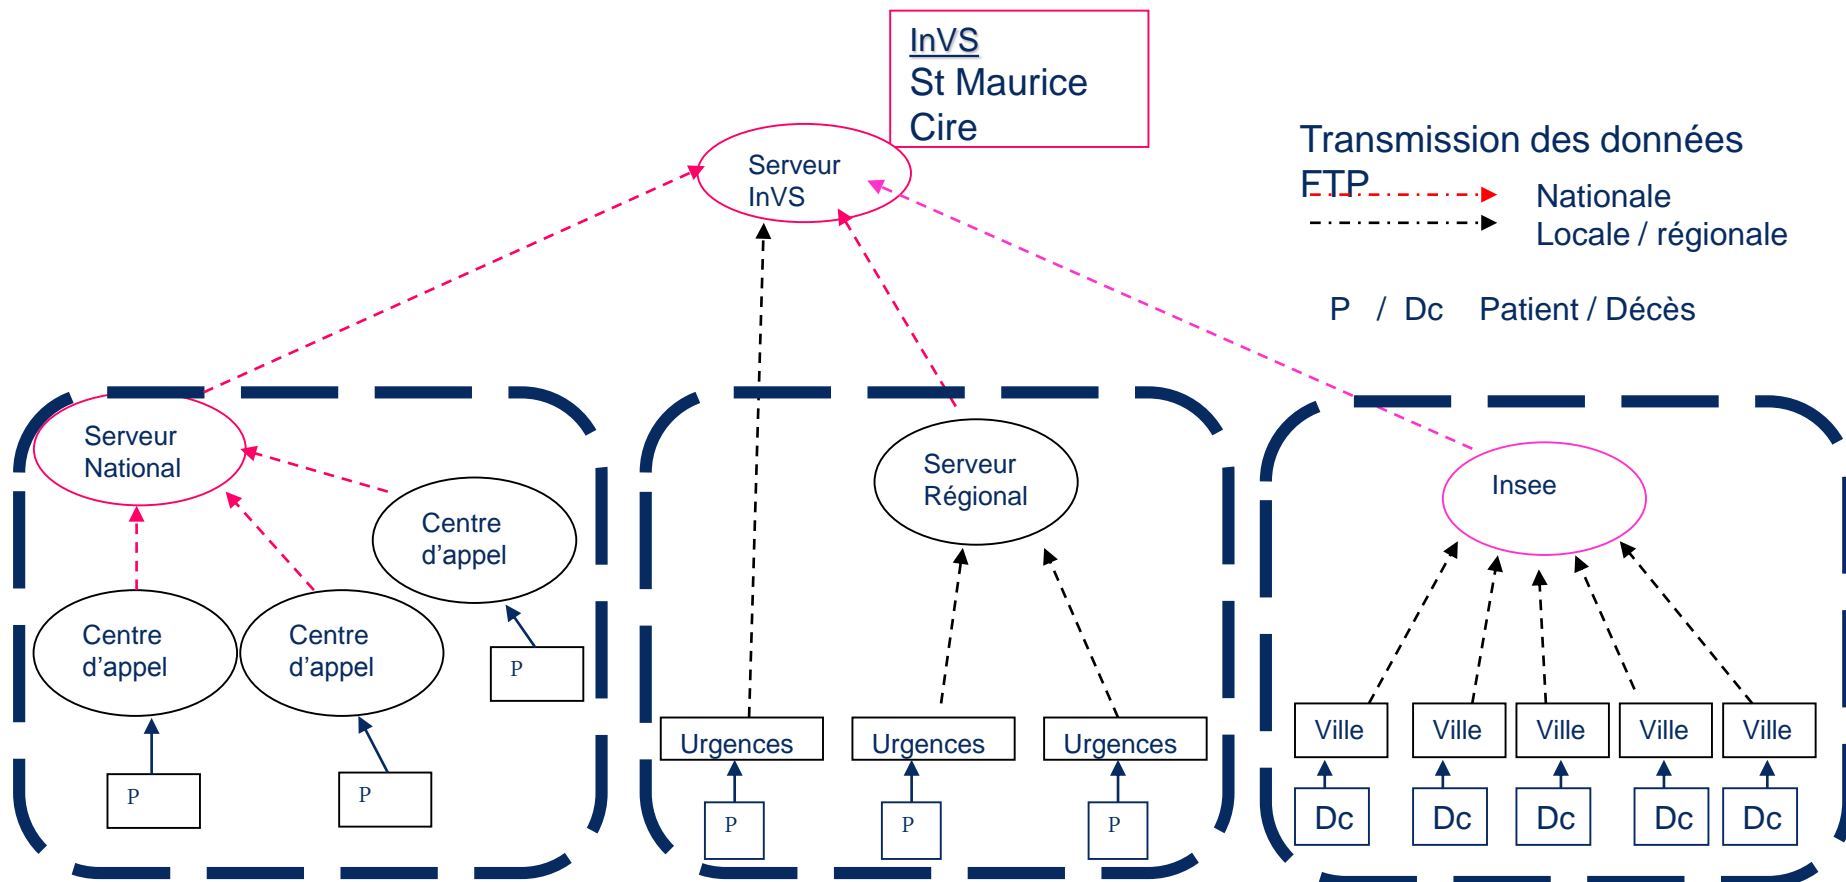 InVS
St Maurice
Cire
Serveur
InVS
Transmission des données
FTP
Nationale
Locale / régionale
P / Dc Patient / Décès
Serveur
National
Centre
d’appel
Centre
d’appel
Centre
d’appel
P
P
P
Serveur
Régional
Urgences
Urgences
Urgences
P
P
P
Insee
Ville
Ville
Ville
Ville
Ville
Dc
Dc
Dc
Dc
Dc